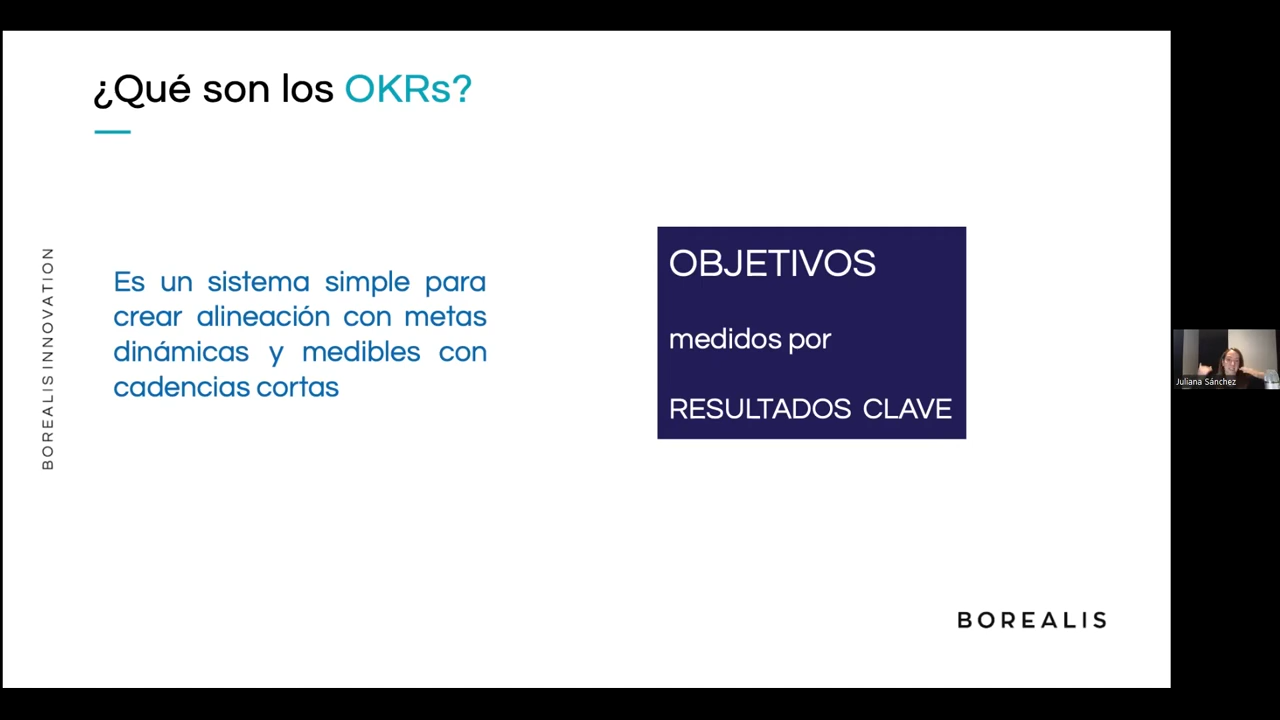 ¿Qué son los OKRs?
BOREALIS INNOVATION
Es un sistema simple para
crear alineación con metas
dinámicas y medibles con
cadencias cortas
OBJETIVOS
medidos por
RESULTADOS CLAVE
Juliana Sánchez
BOREALIS